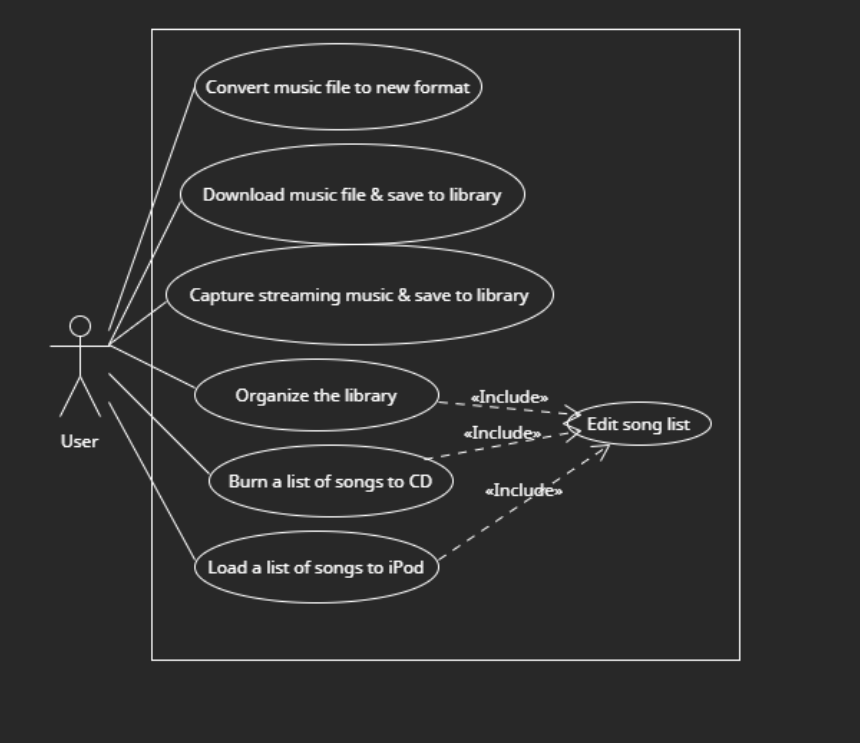 Convert music file to new format
Download music file & save to library
Capture streaming music & save to library
Organize the library
«Include»
Edit song list
«Include»
User
Burn a list of songs to CD
«Include»
Load a list of songs to iPod